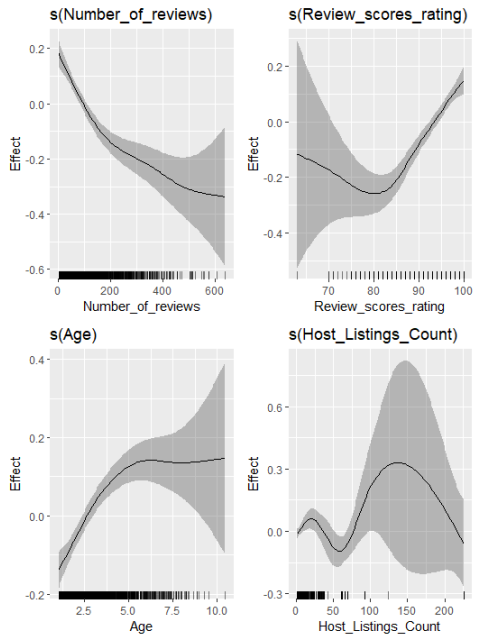 s(Number_of_reviews)
Effect
0.2
0.0
-0.2
-0.4
-0.6
0 200 400 600
Number_of_reviews
s(Review_scores_rating)
Effect
0.2
0.0
-0.2
-0.4
70 80 90 100
Review_scores_rating
s(Age)
Effect
0.4
0.2
0.0
-0.2
2.5 5.0 7.5 10.0
Age
s(Host_Listings_Count)
Effect
0.6
0.3
0.0
-0.3
0 50 100 150 200
Host_Listings_Count